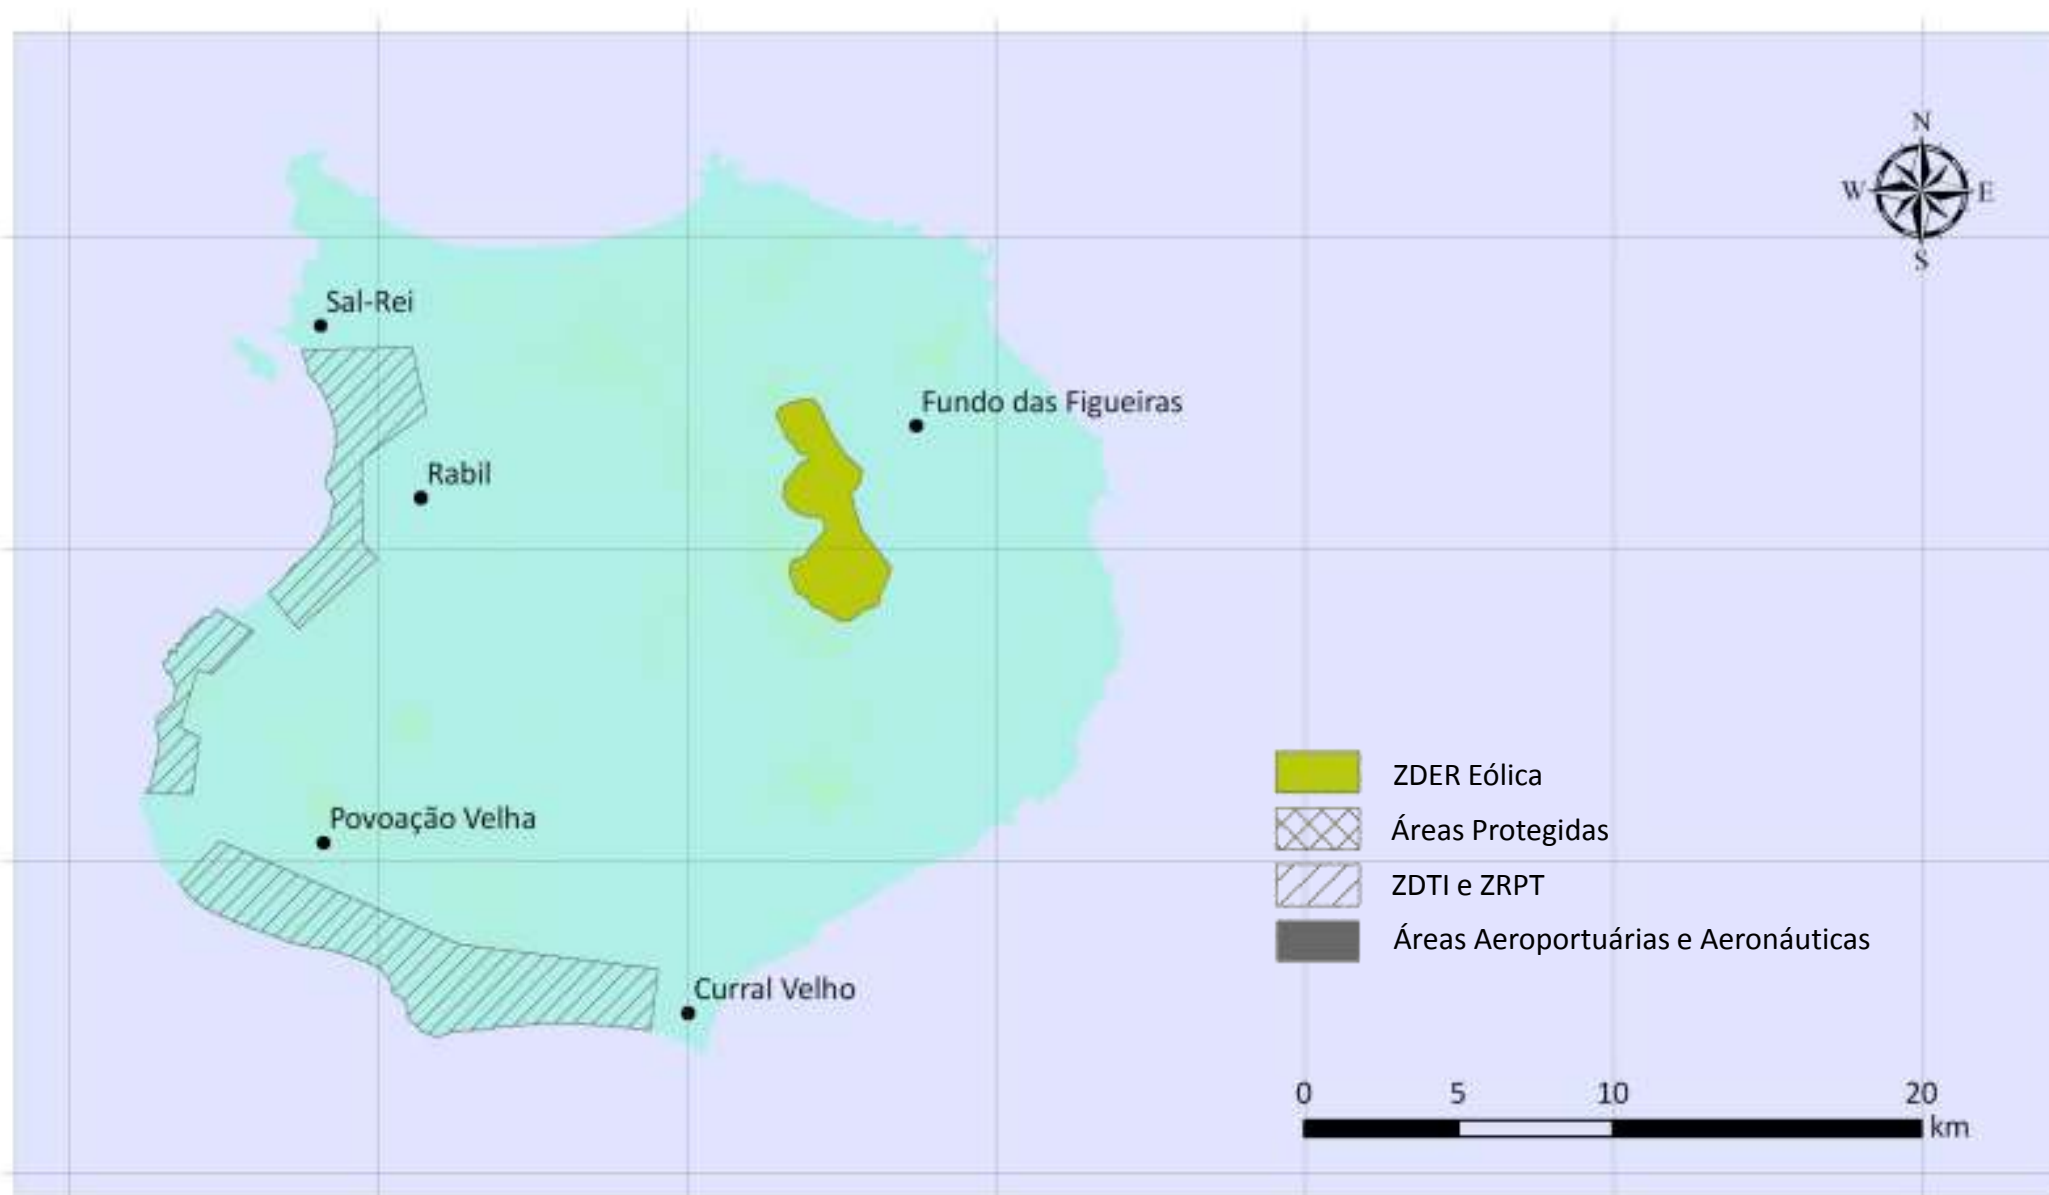 N
W E
S
Sal-Rei
Fundo das Figueiras
Rabil
Povoação Velha
Curral Velho
ZDER Eólica
Áreas Protegidas
ZDTI e ZRPT
Áreas Aeroportuárias e Aeronáuticas
0 5 10 20
km